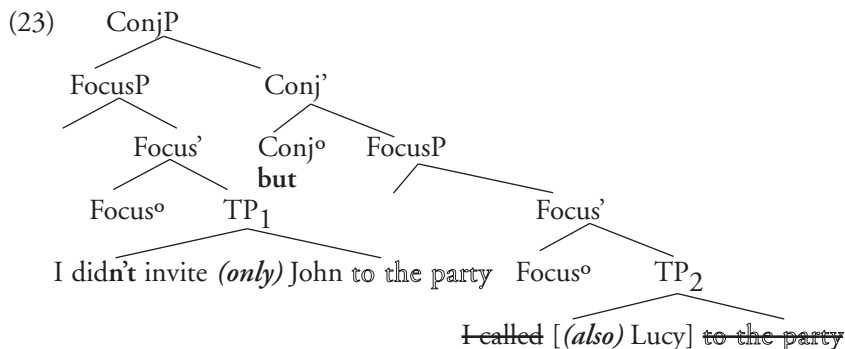 (23) ConjP
FocusP Conj’
Focus’ Conjº FocusP
but
Focusº TP1 Focus’
I didn’t invite (only) John to the party Focusº TP2
I called [(also) Lucy] to the party